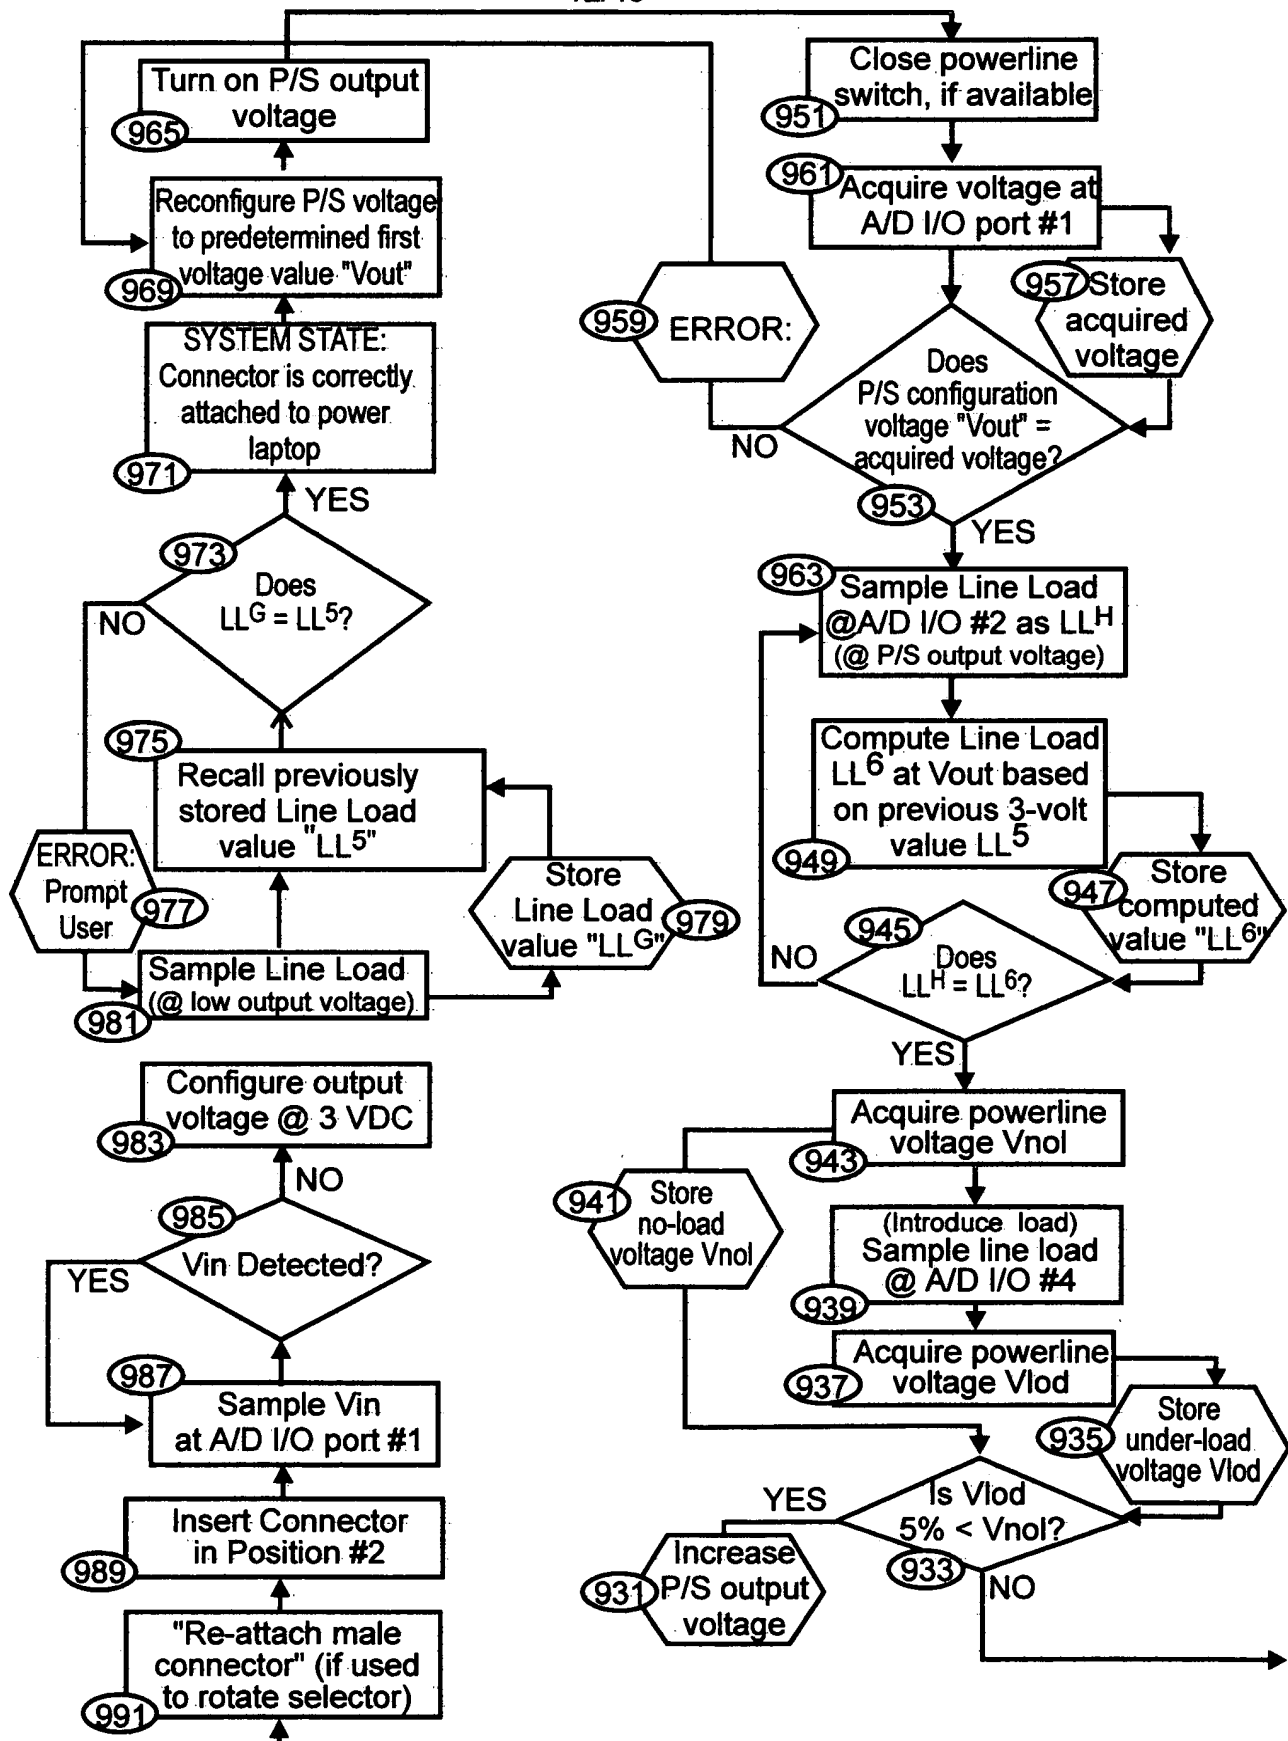 Turn on P/S output
voltage
965
Reconfigure P/S voltage
to predetermined first
voltage value "Vout"
969
SYSTEM STATE:
Connector is correctly
attached to power
laptop
971
YES
973
Does
LLG = LL5?
NO
975
Recall previously
stored Line Load
value "LL5"
ERROR:
Prompt
User
977
Store
Line Load
value "LLG"
979
Sample Line Load
(@ low output voltage)
981
Configure output
voltage @ 3 VDC
983
NO
985
Vin Detected?
YES
987
Sample Vin
at A/D I/O port #1
Insert Connector
in Position #2
989
"Re-attach male
connector" (if used
to rotate selector)
991
Close powerline
switch, if available
951
961
Acquire voltage at
A/D I/O port #1
957
Store
acquired
voltage
959
ERROR:
Does
P/S configuration
voltage "Vout" =
acquired voltage?
NO
953
YES
963
Sample Line Load
@A/D I/O #2 as LLH
(@ P/S output voltage)
Compute Line Load
LL6 at Vout based
on previous 3-volt
value LL5
949
947
Store
computed
value "LL6"
945
Does
LLH = LL6?
NO
YES
Acquire powerline
voltage Vnol
943
941
Store
no-load
voltage Vnol
(Introduce load)
Sample line load
@ A/D I/O #4
939
Acquire powerline
voltage Vlod
937
935
Store
under-load
voltage Vlod
Is Vlod
5% < Vnol?
YES
933
NO
931
Increase
P/S output
voltage